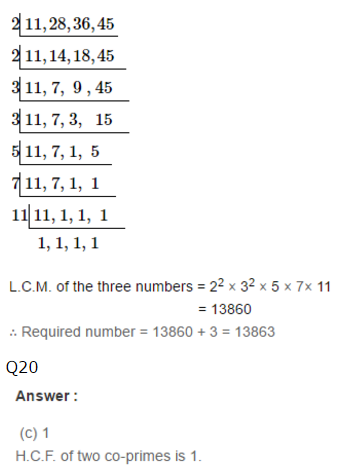 2 11,28,36,45
2 11,14,18,45
3 11, 7, 9 ,45
3 11, 7, 3, 15
5 11, 7, 1, 5
7 11, 7, 1, 1
11 11, 1, 1, 1
1, 1, 1, 1
L.C.M. of the three numbers = 2² × 3² × 5 × 7× 11
= 13860
∴ Required number = 13860 + 3 = 13863
Q20
Answer :
(c) 1
H.C.F. of two co-primes is 1.